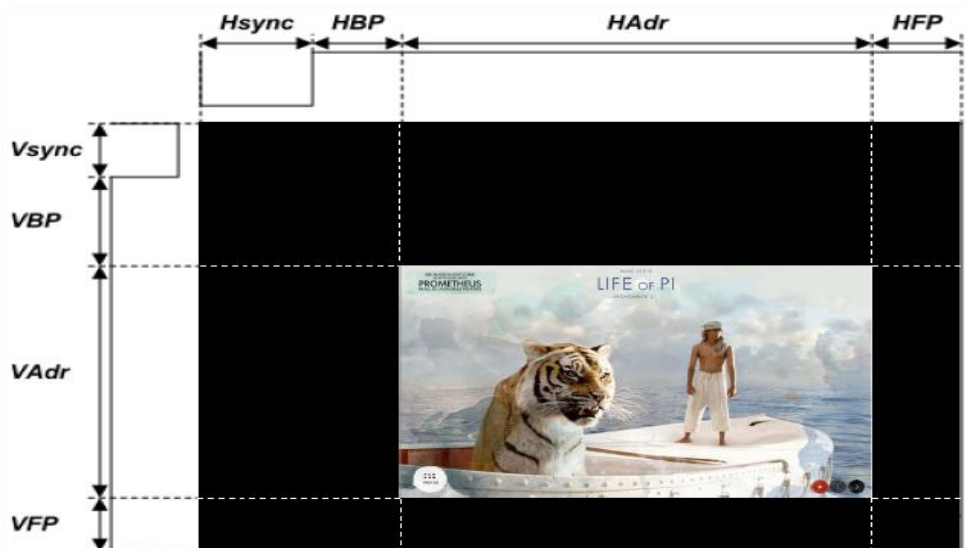 Hsync HBP HAdr HFP
Vsync
VBP
VAdr
VFP
PROMETHEUS
LIFE OF PI